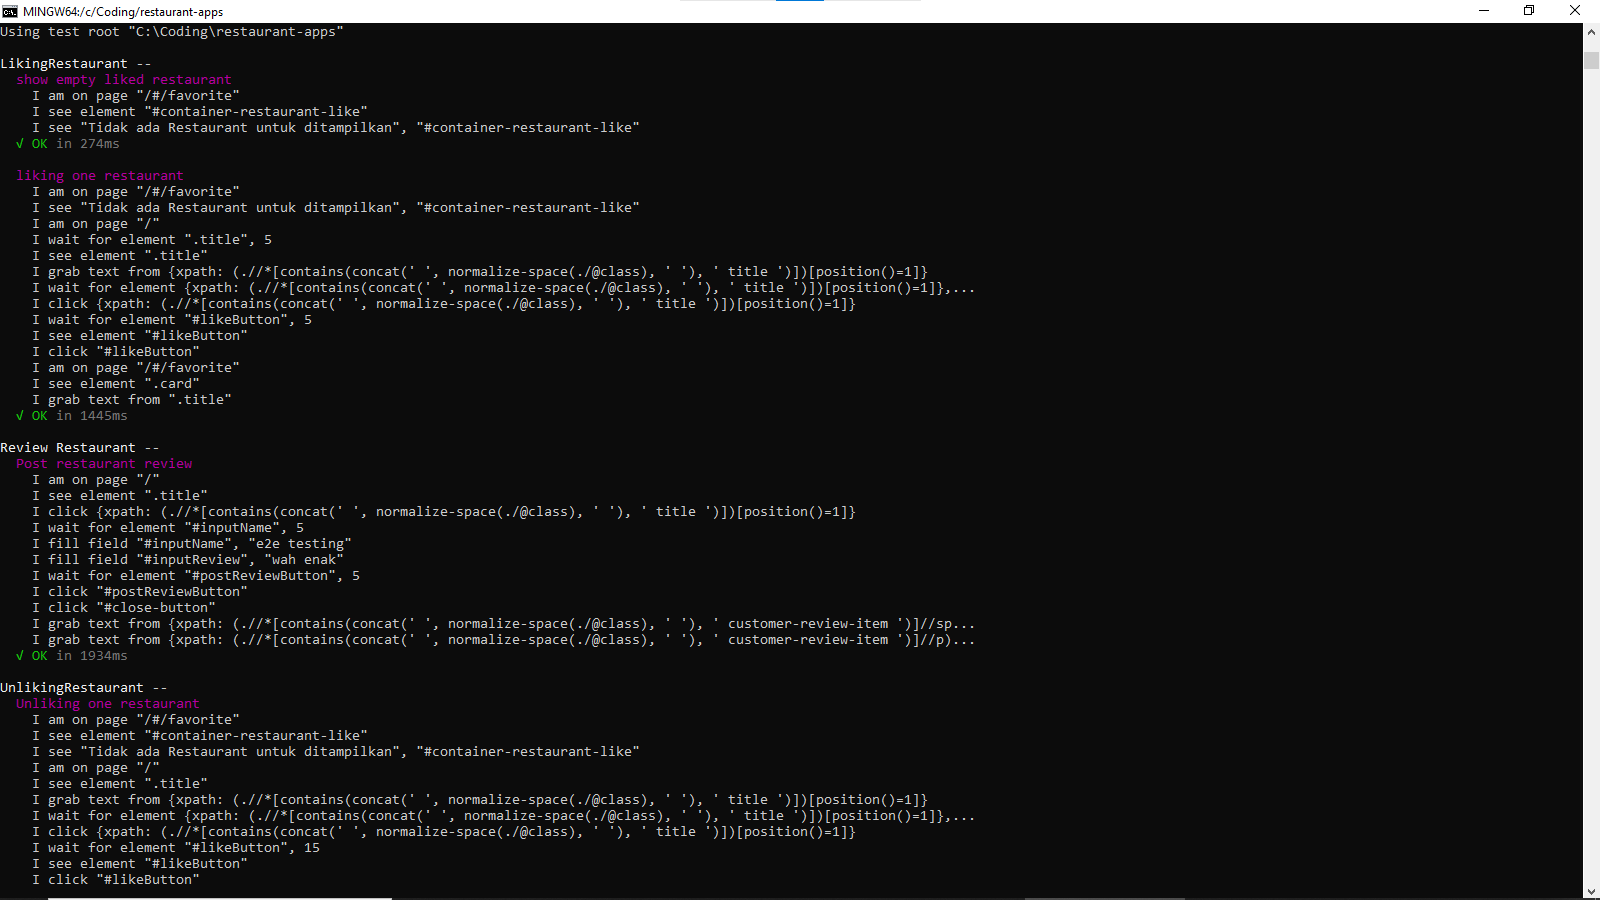 MINGW64:/c/Coding/restaurant-apps
Using test root "C:\Coding\restaurant-apps"
LikingRestaurant --
show empty liked restaurant
I am on page "/#/favorite"
I see element "#container-restaurant-like"
I see "Tidak ada Restaurant untuk ditampilkan", "#container-restaurant-like"
√ OK in 274ms
liking one restaurant
I am on page "/#/favorite"
I see "Tidak ada Restaurant untuk ditampilkan", "#container-restaurant-like"
I am on page "/"
I wait for element ".title", 5
I see element ".title"
I grab text from {xpath: (.//*[contains(concat(' ', normalize-space(./@class), ' '), ' title ')])[position()=1]}
I wait for element {xpath: (.//*[contains(concat(' ', normalize-space(./@class), ' '), ' title ')])[position()=1]},...
I click {xpath: (.//*[contains(concat(' ', normalize-space(./@class), ' '), ' title ')])[position()=1]}
I wait for element "#likeButton", 5
I see element "#likeButton"
I click "#likeButton"
I am on page "/#/favorite"
I see element ".card"
I grab text from ".title"
√ OK in 1445ms
Review Restaurant --
Post restaurant review
I am on page "/"
I see element ".title"
I click {xpath: (.//*[contains(concat(' ', normalize-space(./@class), ' '), ' title ')])[position()=1]}
I wait for element "#inputName", 5
I fill field "#inputName", "e2e testing"
I fill field "#inputReview", "wah enak"
I wait for element "#postReviewButton", 5
I click "#postReviewButton"
I click "#close-button"
I grab text from {xpath: (.//*[contains(concat(' ', normalize-space(./@class), ' '), ' customer-review-item ')]//sp...
I grab text from {xpath: (.//*[contains(concat(' ', normalize-space(./@class), ' '), ' customer-review-item ')]//p)...
√ OK in 1934ms
UnlikingRestaurant --
Unliking one restaurant
I am on page "/#/favorite"
I see element "#container-restaurant-like"
I see "Tidak ada Restaurant untuk ditampilkan", "#container-restaurant-like"
I am on page "/"
I see element ".title"
I grab text from {xpath: (.//*[contains(concat(' ', normalize-space(./@class), ' '), ' title ')])[position()=1]}
I wait for element {xpath: (.//*[contains(concat(' ', normalize-space(./@class), ' '), ' title ')])[position()=1]},...
I click {xpath: (.//*[contains(concat(' ', normalize-space(./@class), ' '), ' title ')])[position()=1]}
I wait for element "#likeButton", 15
I see element "#likeButton"
I click "#likeButton"